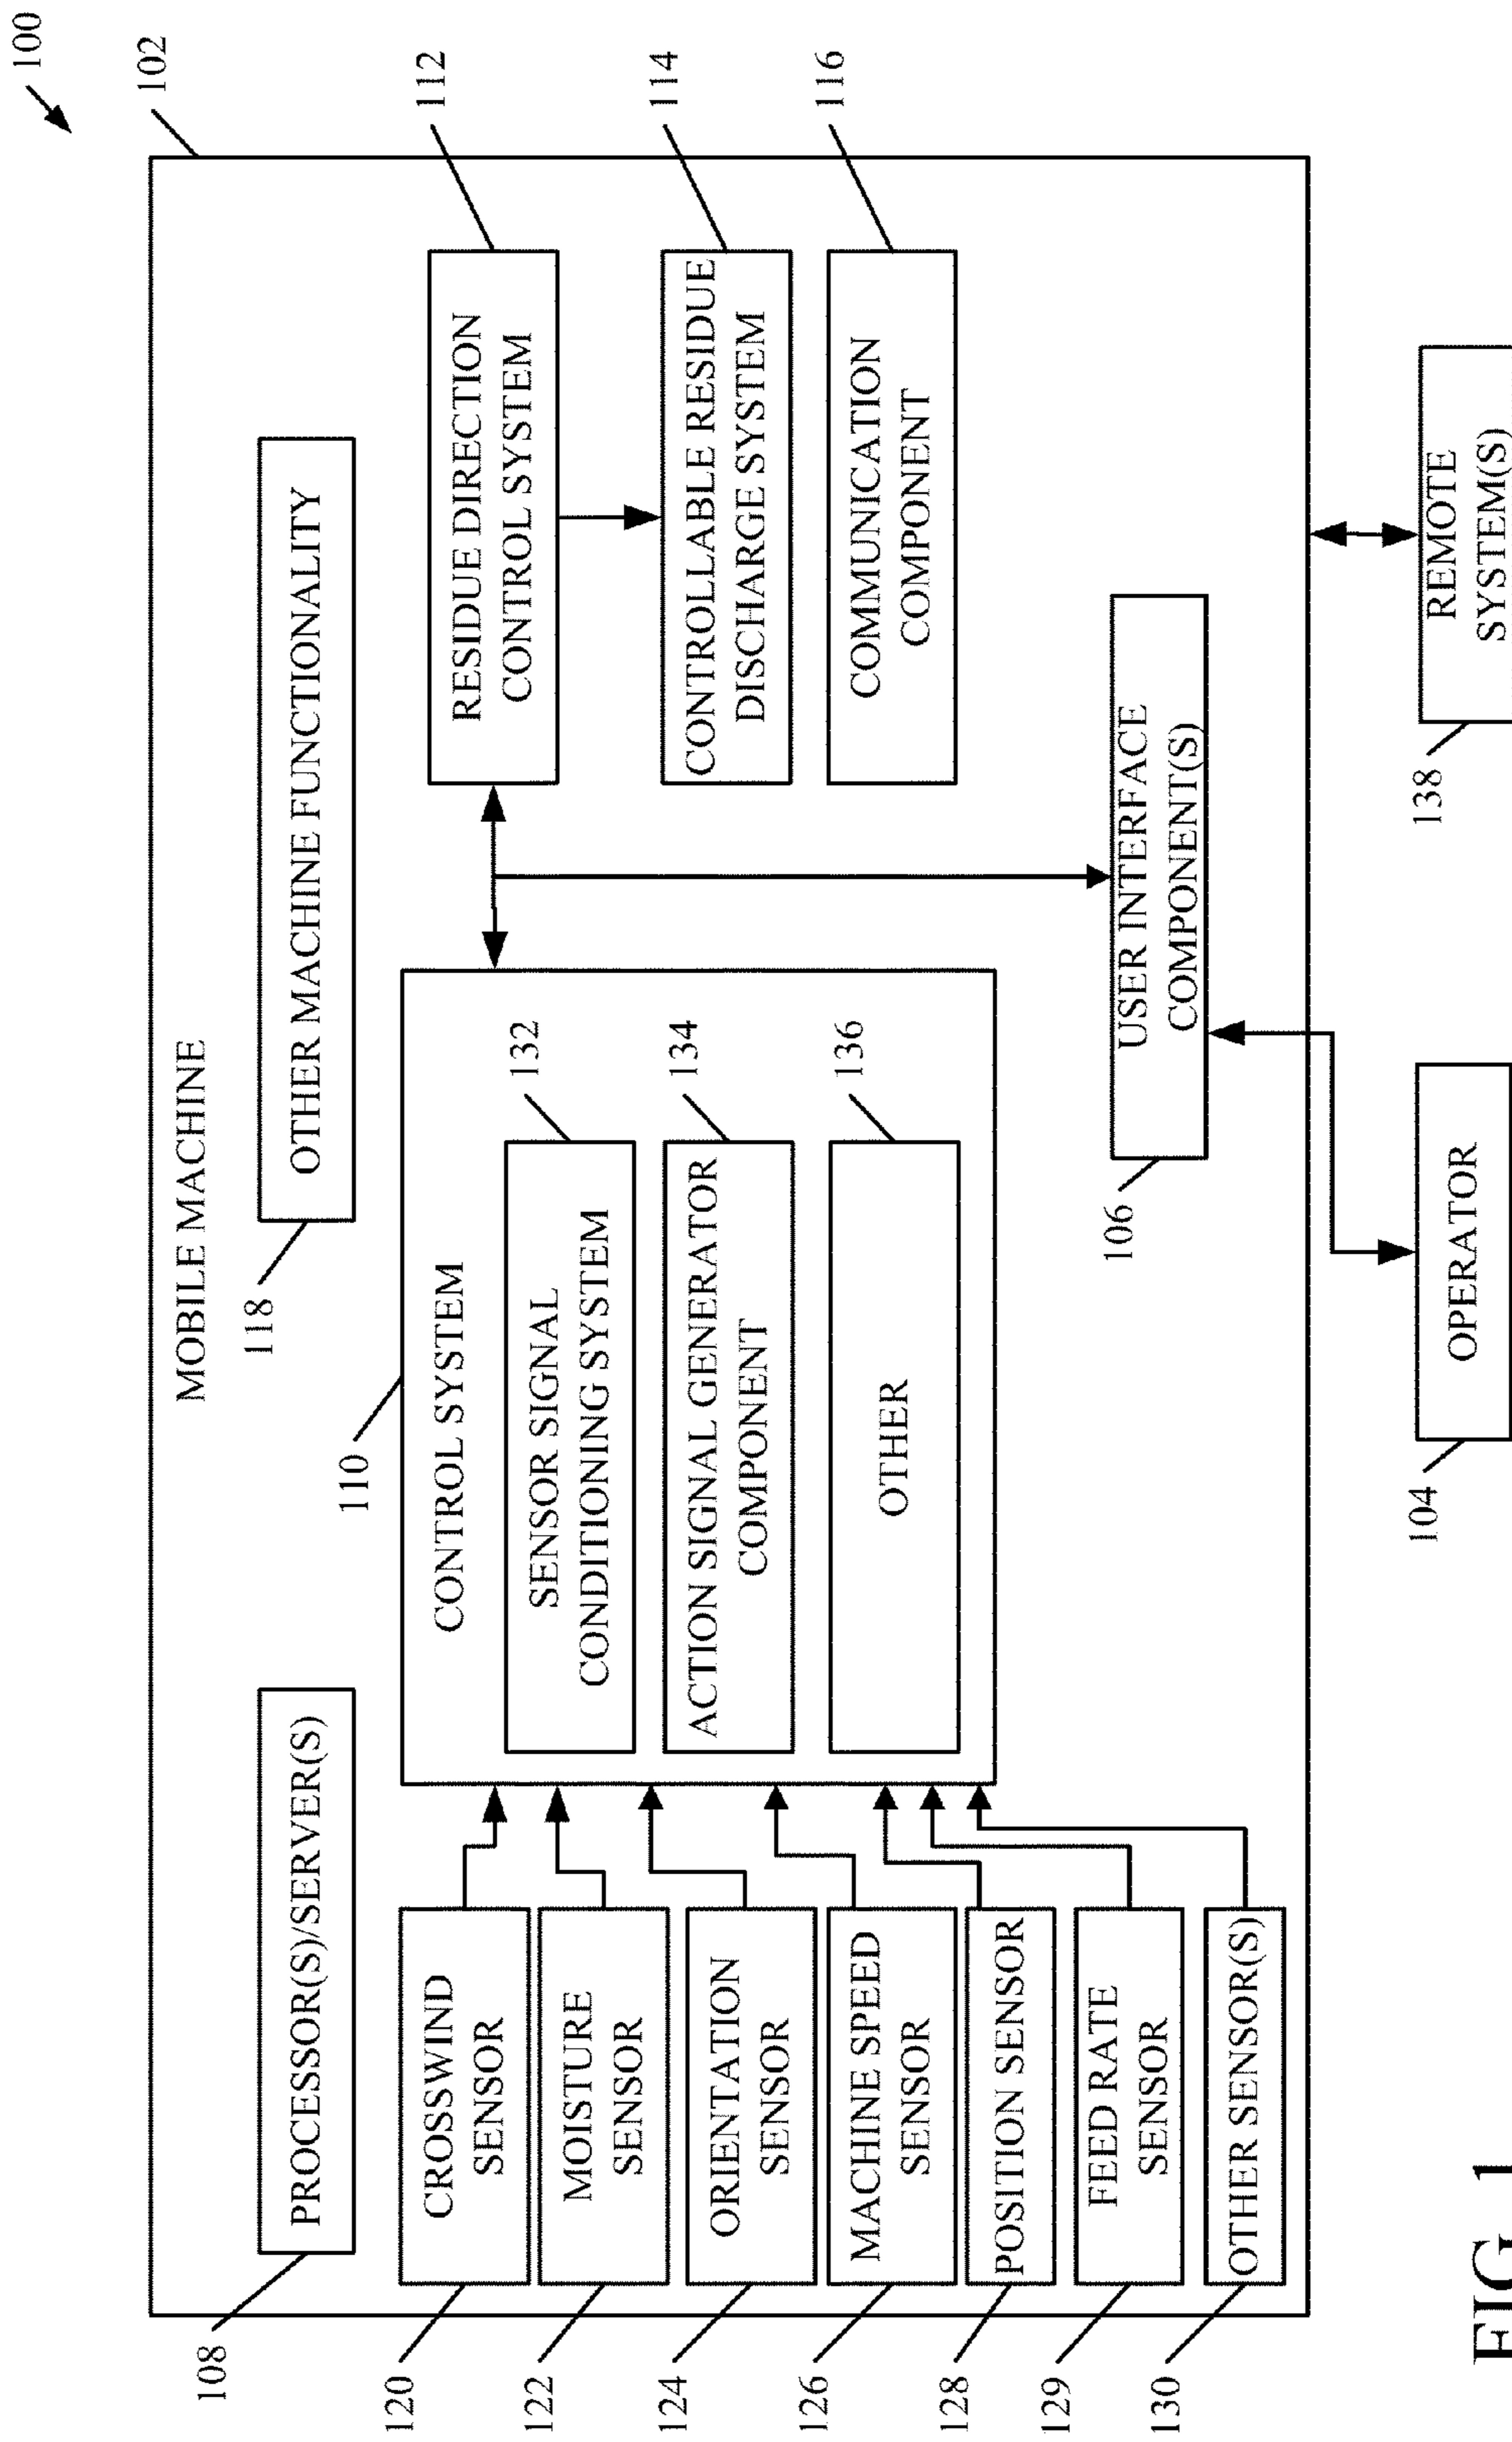 100
102
MOBILE MACHINE
108
PROCESSOR(S)/SERVER(S)
118
OTHER MACHINE FUNCTIONALITY
120
CROSSWIND
SENSOR
122
MOISTURE
SENSOR
124
ORIENTATION
SENSOR
126
MACHINE SPEED
SENSOR
128
POSITION SENSOR
129
FEED RATE
SENSOR
130
OTHER SENSOR(S)
110
CONTROL SYSTEM
132
SENSOR SIGNAL
CONDITIONING SYSTEM
134
ACTION SIGNAL GENERATOR
COMPONENT
136
OTHER
112
RESIDUE DIRECTION
CONTROL SYSTEM
114
CONTROLLABLE RESIDUE
DISCHARGE SYSTEM
116
COMMUNICATION
COMPONENT
106
USER INTERFACE
COMPONENT(S)
104
OPERATOR
138
REMOTE
SYSTEM(S)
FIG. 1